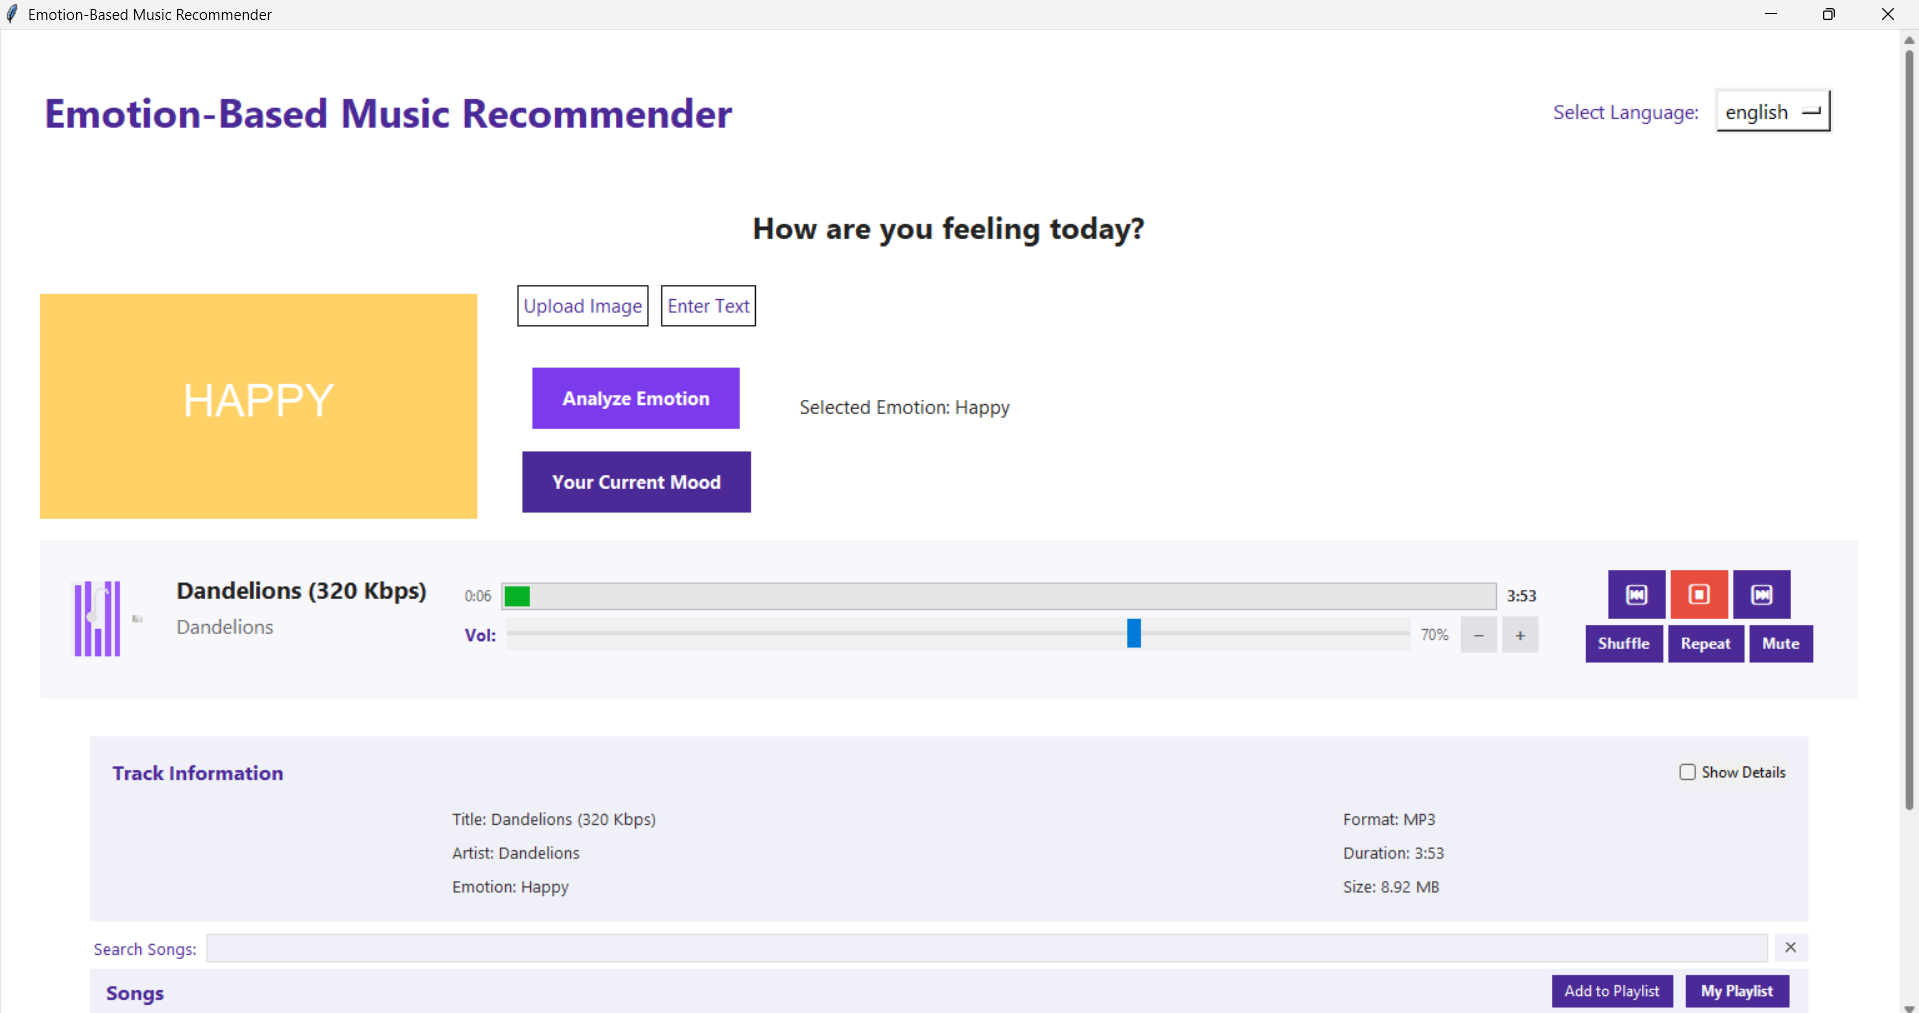 Emotion-Based Music Recommender
Emotion-Based Music Recommender
Select Language: english
How are you feeling today?
Upload Image Enter Text
HAPPY
Analyze Emotion
Selected Emotion: Happy
Your Current Mood
Dandelions (320 Kbps)
Dandelions
0:06 3:53
Vol: 70% − +
Shuffle Repeat Mute
Track Information
Show Details
Title: Dandelions (320 Kbps)
Format: MP3
Artist: Dandelions
Duration: 3:53
Emotion: Happy
Size: 8.92 MB
Search Songs:
Songs
Add to Playlist My Playlist